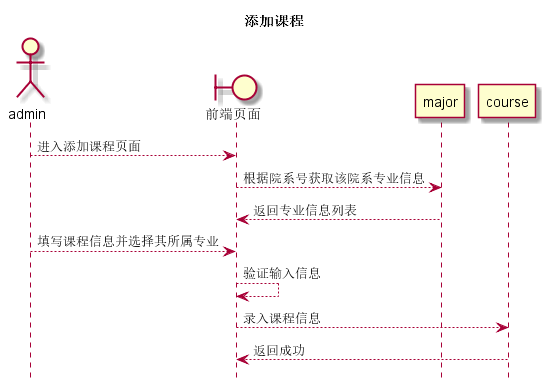 添加课程
admin
前端页面
major
course
进入添加课程页面
根据院系号获取该院系专业信息
返回专业信息列表
填写课程信息并选择其所属专业
验证输入信息
录入课程信息
返回成功